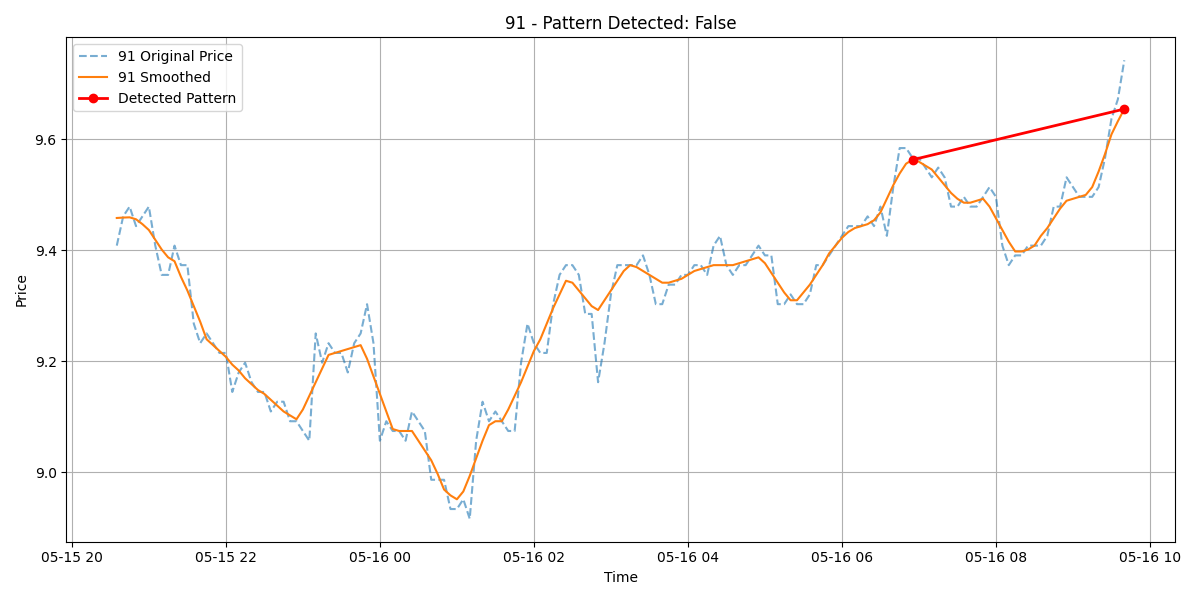 91 - Pattern Detected: False
91 Original Price
91 Smoothed
Detected Pattern
Price
9.6
9.4
9.2
9.0
05-15 20 05-15 22 05-16 00 05-16 02 05-16 04 05-16 06 05-16 08 05-16 10
Time